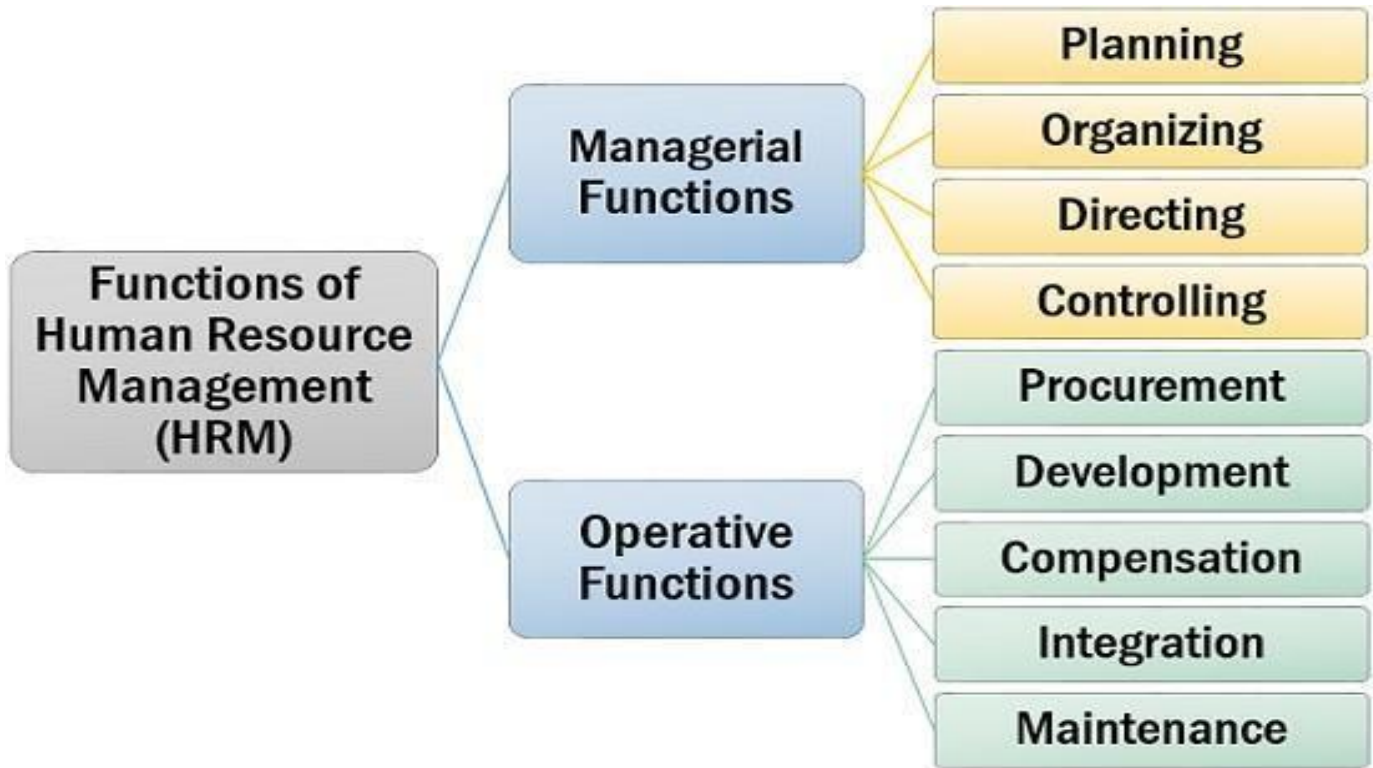 Functions of
Human Resource
Management
(HRM)
Managerial
Functions
Planning
Organizing
Directing
Controlling
Operative
Functions
Procurement
Development
Compensation
Integration
Maintenance